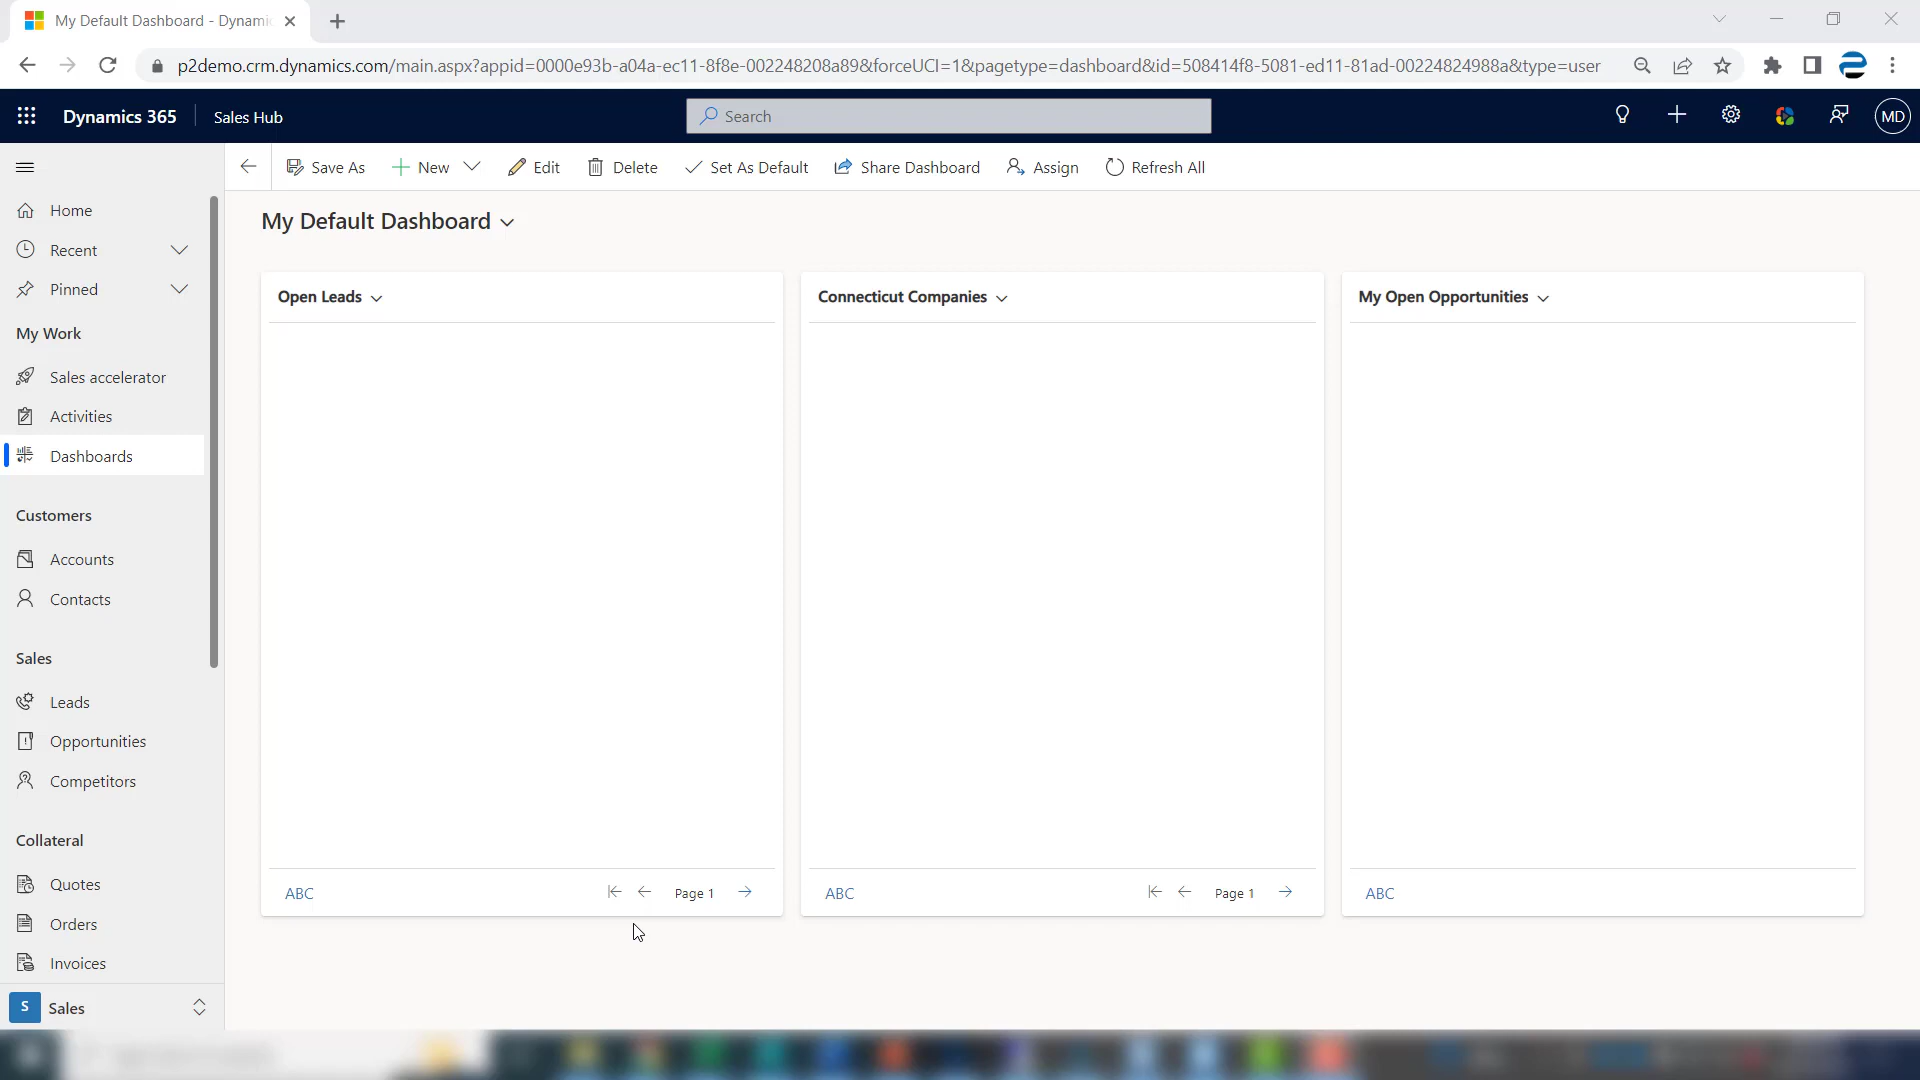 My Default Dashboard - Dynami
p2demo.crm.dynamics.com/main.aspx?appid=0000e93b-a04a-ec11-8f8e-002248208a89&forceUCI=1&pagetype=dashboard&id=508414f8-5081-ed11-81ad-00224824988a&type=user
Dynamics 365 Sales Hub Search MD
Save As New Edit Delete Set As Default Share Dashboard Assign Refresh All
My Default Dashboard
Home
Recent
Pinned
My Work
Sales accelerator
Activities
Dashboards
Customers
Accounts
Contacts
Sales
Leads
Opportunities
Competitors
Collateral
Quotes
Orders
Invoices
S Sales
Open Leads Connecticut Companies My Open Opportunities
ABC Page 1 ABC Page 1 ABC